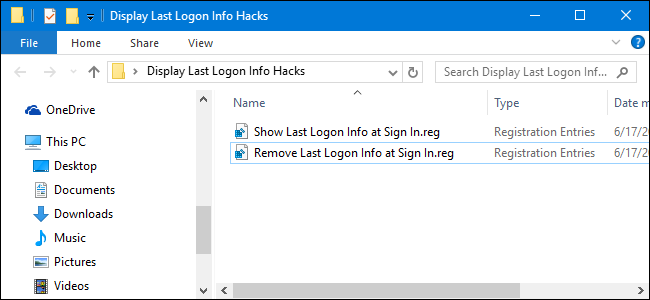 Display Last Logon Info Hacks
File Home Share View
Display Last Logon Info Hacks Search Display Last Logon Inf...
OneDrive
This PC
Desktop
Documents
Downloads
Music
Pictures
Videos
Name Type Date m
Show Last Logon Info at Sign In.reg Registration Entries 6/17/2
Remove Last Logon Info at Sign In.reg Registration Entries 6/17/2